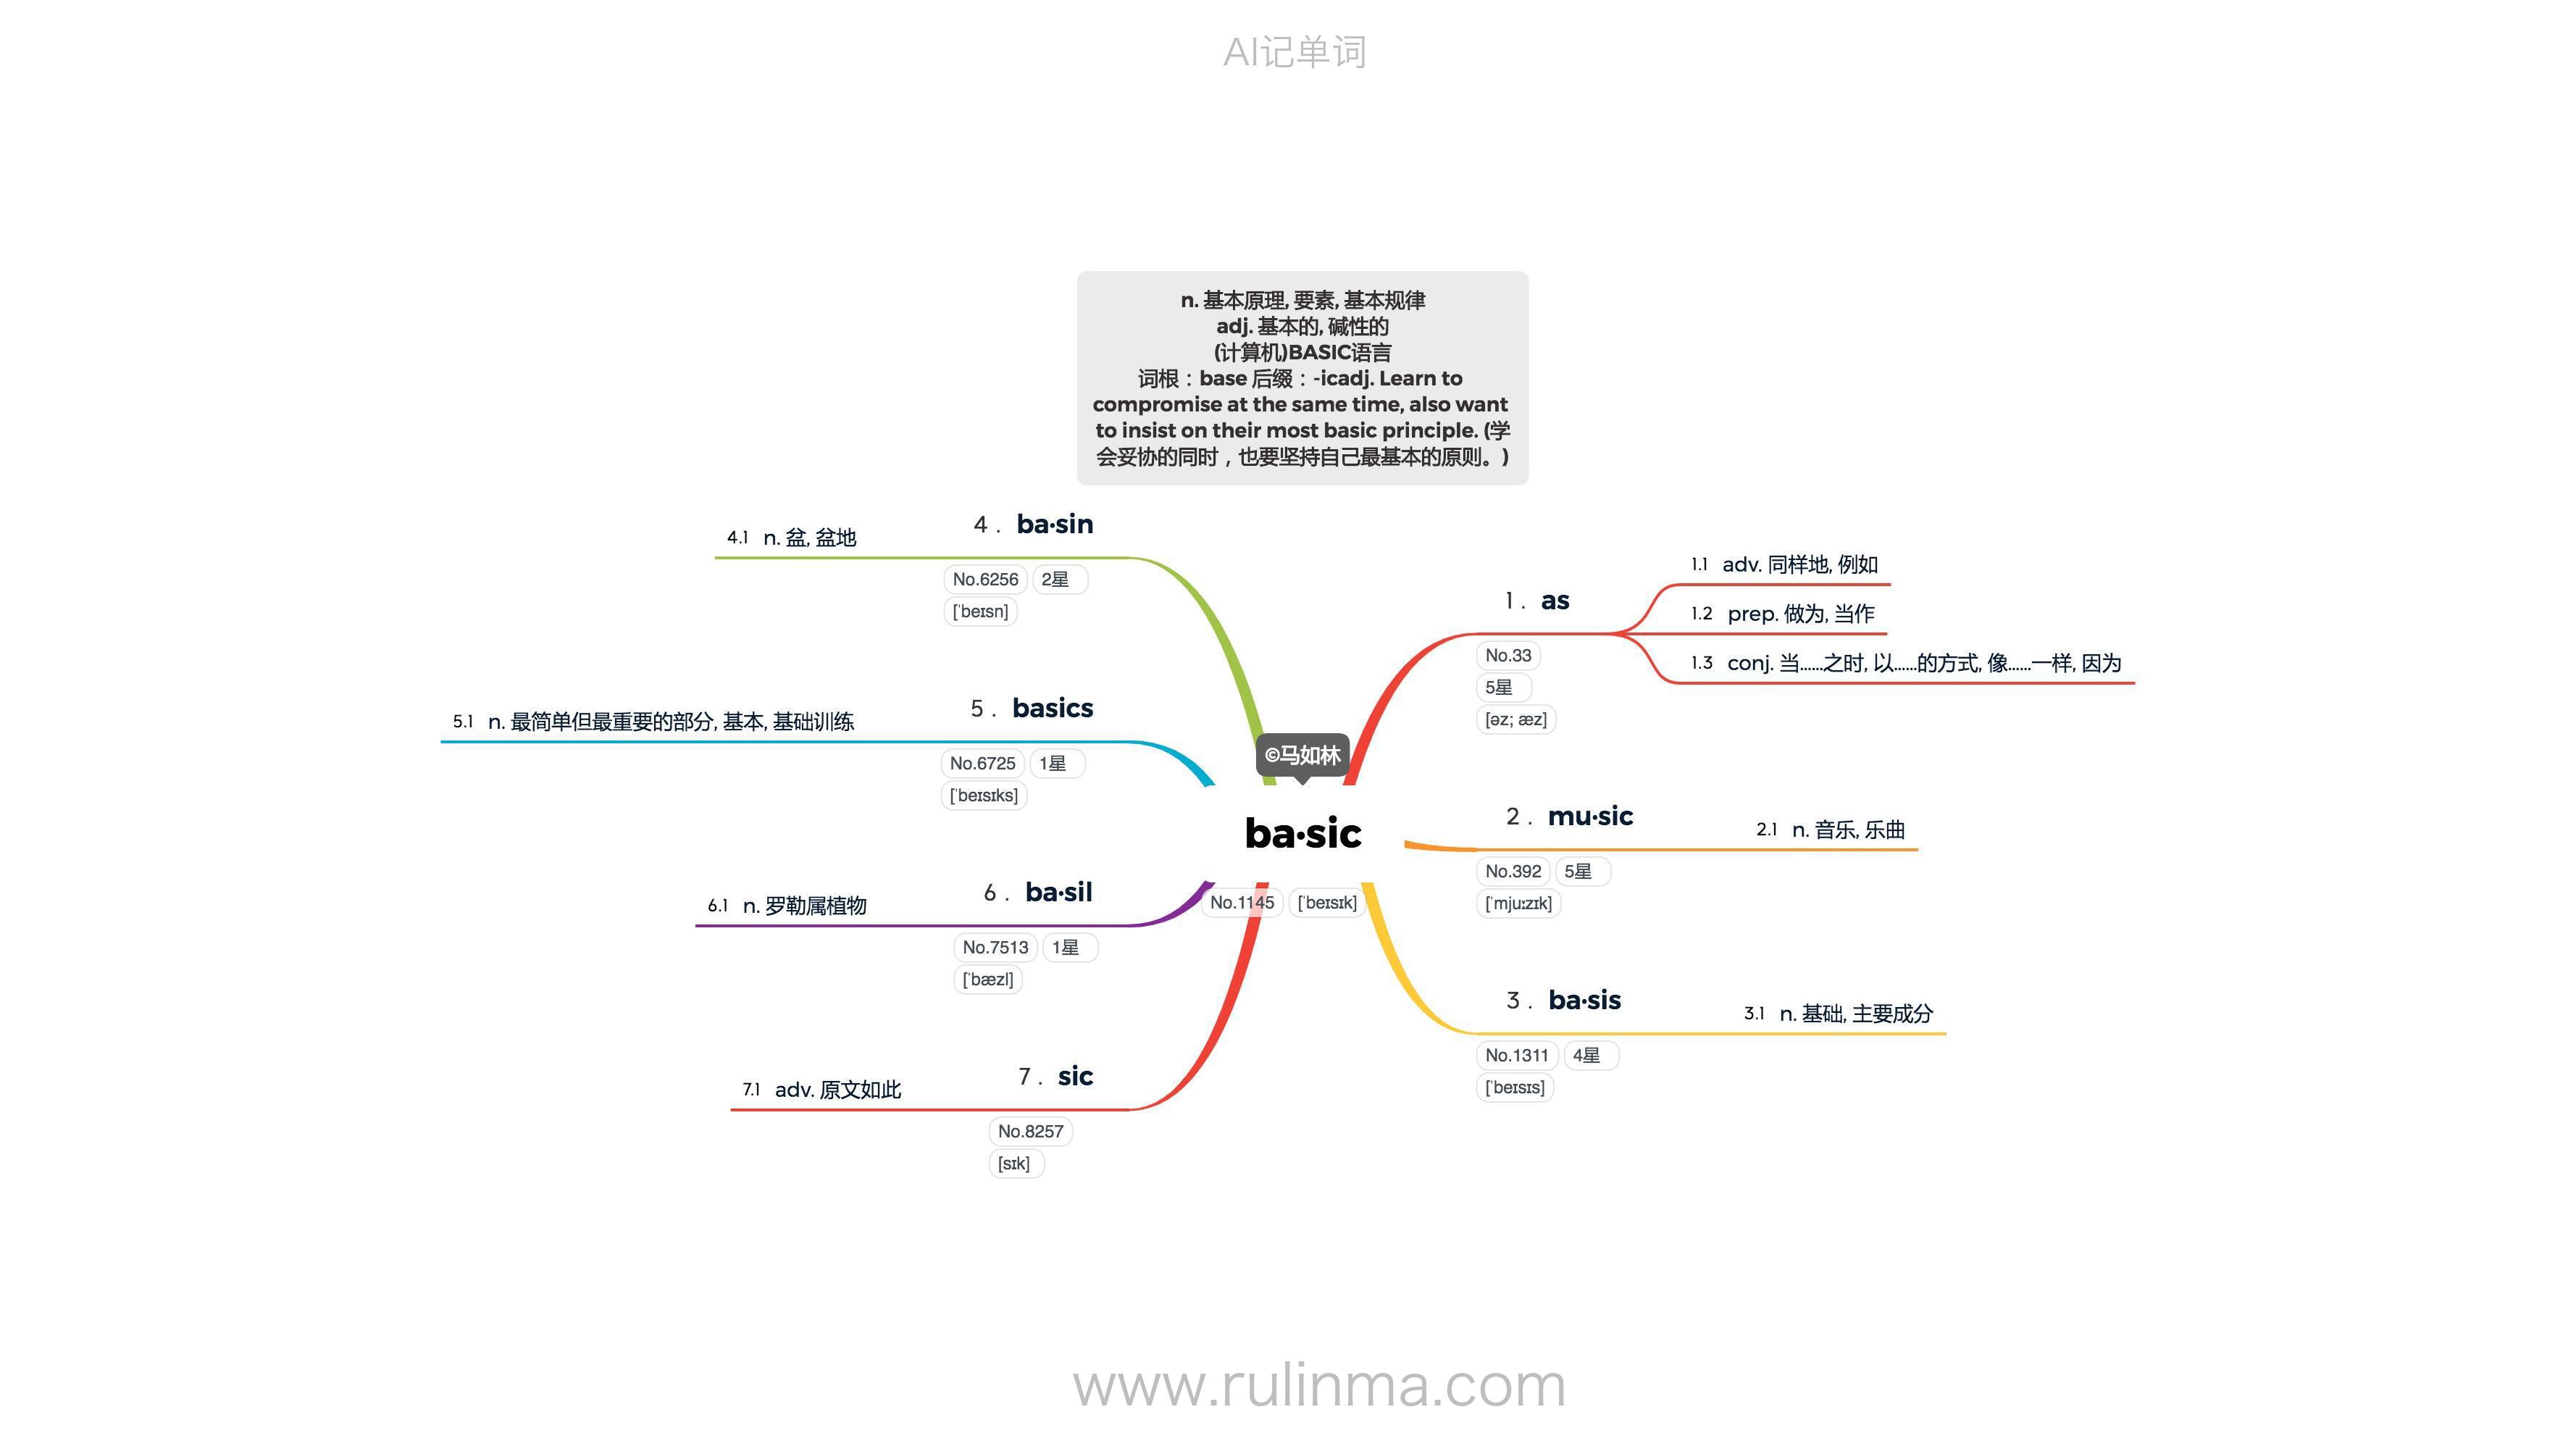 AI记单词
n. 基本原理, 要素, 基本规律
adj. 基本的, 碱性的
(计算机)BASIC语言
词根：base 后缀：-icadj. Learn to
compromise at the same time, also want
to insist on their most basic principle. (学
会妥协的同时，也要坚持自己最基本的原则。)
©马如林
ba·sic
No.1145 [ˈbeɪsɪk]
1. as
No.33
5星
[əz; æz]
1.1 adv. 同样地, 例如
1.2 prep. 做为, 当作
1.3 conj. 当......之时, 以......的方式, 像......一样, 因为
2. mu·sic
No.392 5星
[ˈmjuːzɪk]
2.1 n. 音乐, 乐曲
3. ba·sis
No.1311 4星
[ˈbeɪsɪs]
3.1 n. 基础, 主要成分
4. ba·sin
No.6256 2星
[ˈbeɪsn]
4.1 n. 盆, 盆地
5. basics
No.6725 1星
[ˈbeɪsɪks]
5.1 n. 最简单但最重要的部分, 基本, 基础训练
6. ba·sil
No.7513 1星
[ˈbæzl]
6.1 n. 罗勒属植物
7. sic
No.8257
[sɪk]
7.1 adv. 原文如此
www.rulinma.com